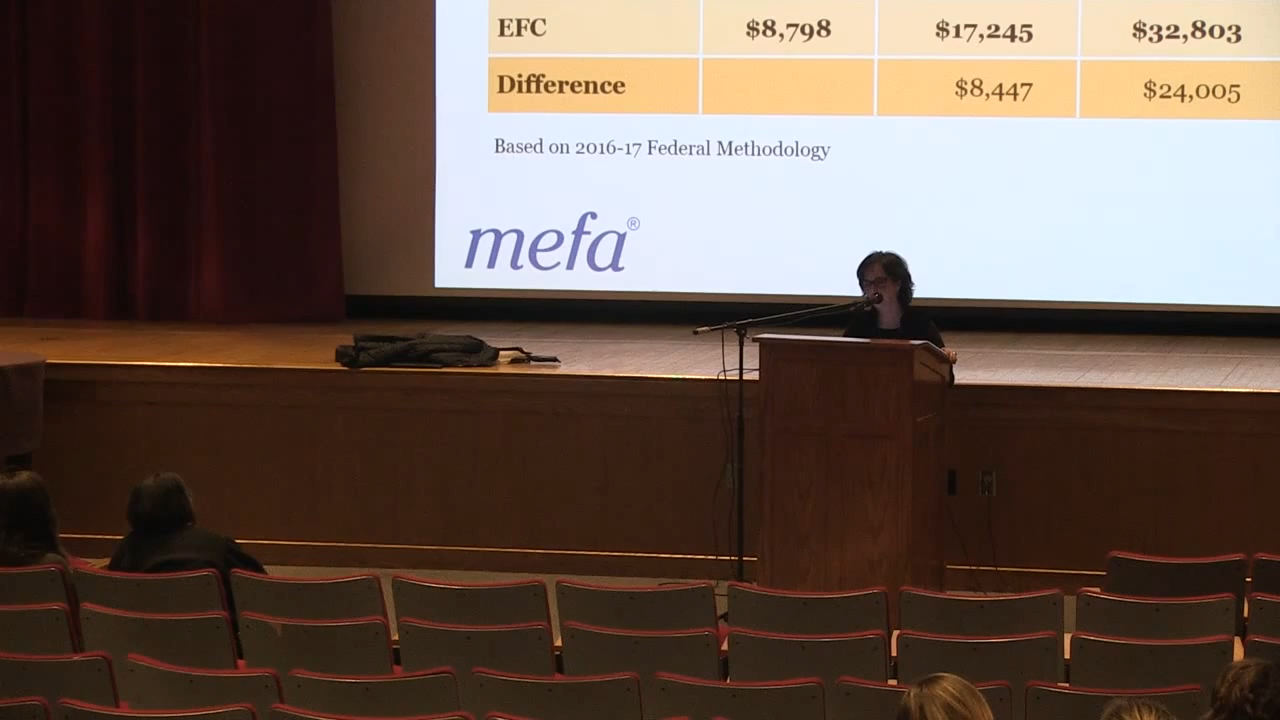 EFC $8,798 $17,245 $32,803
Difference $8,447 $24,005
Based on 2016-17 Federal Methodology
mefa®